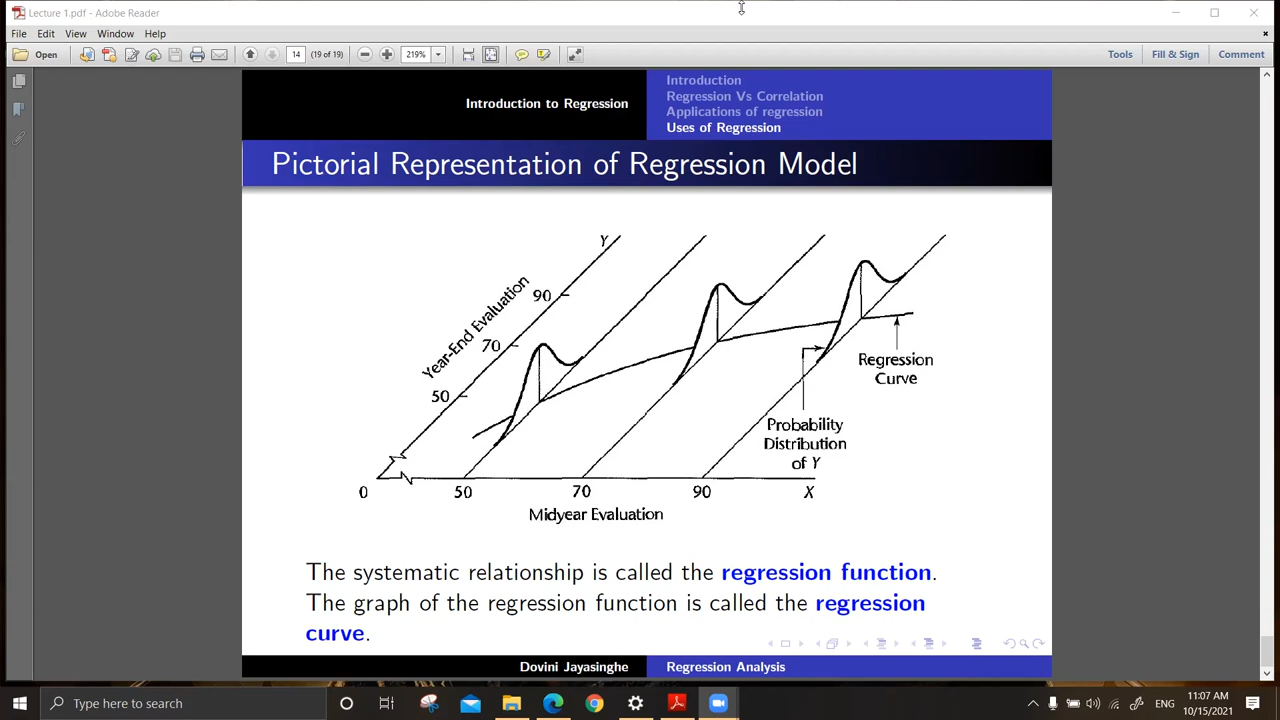 Lecture 1.pdf - Adobe Reader
File Edit View Window Help
Open 14 (19 of 19) 219% Tools Fill & Sign Comment
Introduction to Regression
Introduction
Regression Vs Correlation
Applications of regression
Uses of Regression
Pictorial Representation of Regression Model
Y
Year-End Evaluation
90
70
50
Regression
Curve
Probability
Distribution
of Y
0 50 70 90 X
Midyear Evaluation
The systematic relationship is called the regression function.
The graph of the regression function is called the regression
curve.
Dovini Jayasinghe Regression Analysis
Type here to search
ENG
11:07 AM
10/15/2021